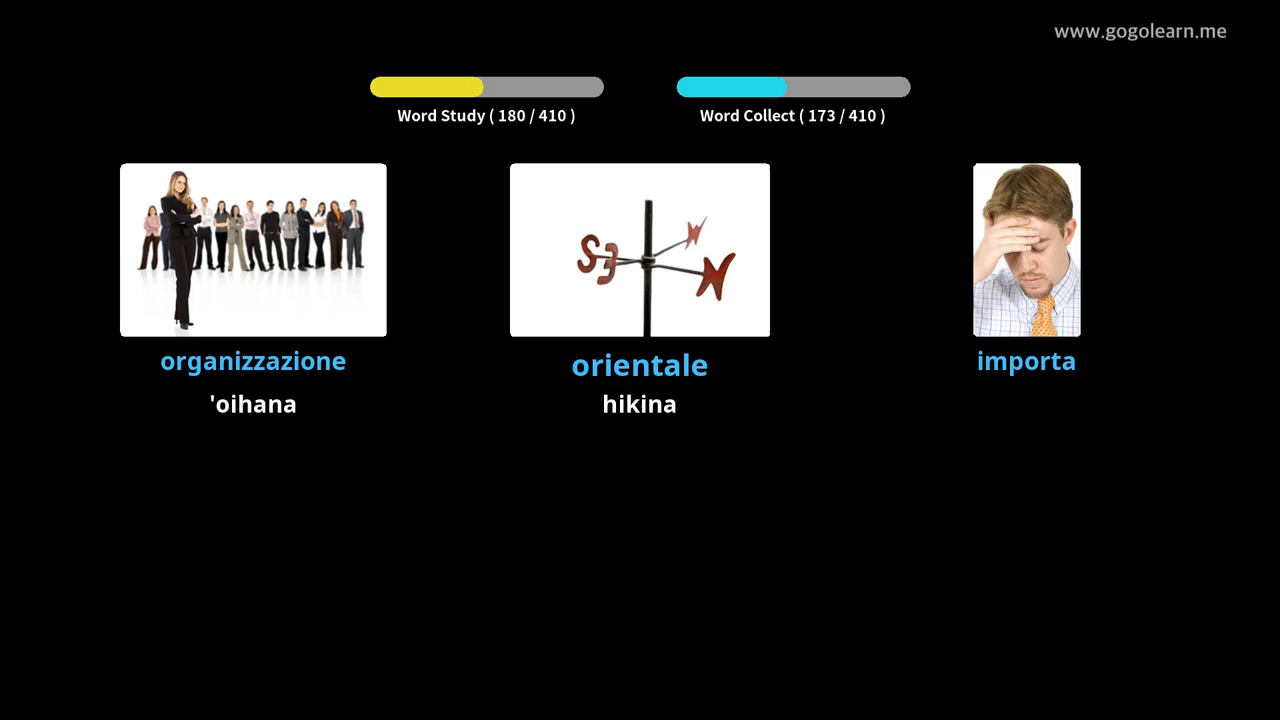 www.gogolearn.me
Word Study ( 180 / 410 )
Word Collect ( 173 / 410 )
S
E
W
N
organizzazione
orientale
importa
'oihana
hikina